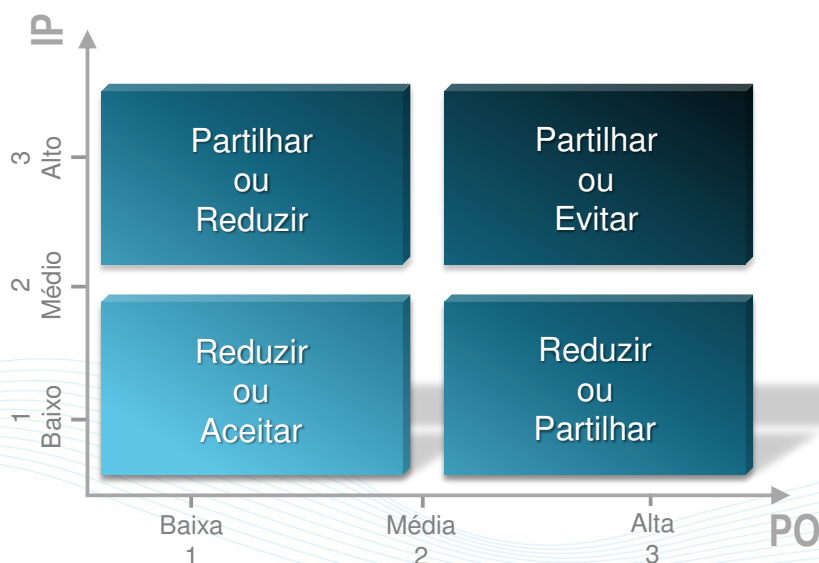 IP
3
Alto
2
Médio
1
Baixo
Partilhar
ou
Reduzir
Partilhar
ou
Evitar
Reduzir
ou
Aceitar
Reduzir
ou
Partilhar
Baixa
1
Média
2
Alta
3
PO